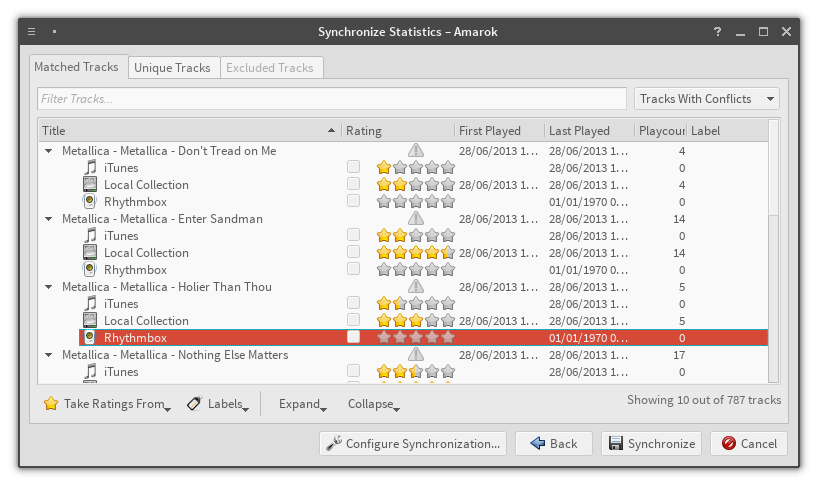 Synchronize Statistics – Amarok
Matched Tracks Unique Tracks Excluded Tracks
Filter Tracks... Tracks With Conflicts
Title Rating First Played Last Played Playcour Label
Metallica - Metallica - Don't Tread on Me 28/06/2013 1... 28/06/2013 1... 4
iTunes 28/06/2013 1... 0
Local Collection 28/06/2013 1... 28/06/2013 1... 4
Rhythmbox 01/01/1970 0... 0
Metallica - Metallica - Enter Sandman 28/06/2013 1... 28/06/2013 1... 14
iTunes 28/06/2013 1... 0
Local Collection 28/06/2013 1... 28/06/2013 1... 14
Rhythmbox 01/01/1970 0... 0
Metallica - Metallica - Holier Than Thou 28/06/2013 1... 28/06/2013 1... 5
iTunes 28/06/2013 1... 0
Local Collection 28/06/2013 1... 28/06/2013 1... 5
Rhythmbox 01/01/1970 0... 0
Metallica - Metallica - Nothing Else Matters 28/06/2013 1... 28/06/2013 1... 17
iTunes 28/06/2013 1... 0
Take Ratings From Labels Expand Collapse Showing 10 out of 787 tracks
Configure Synchronization... Back Synchronize Cancel